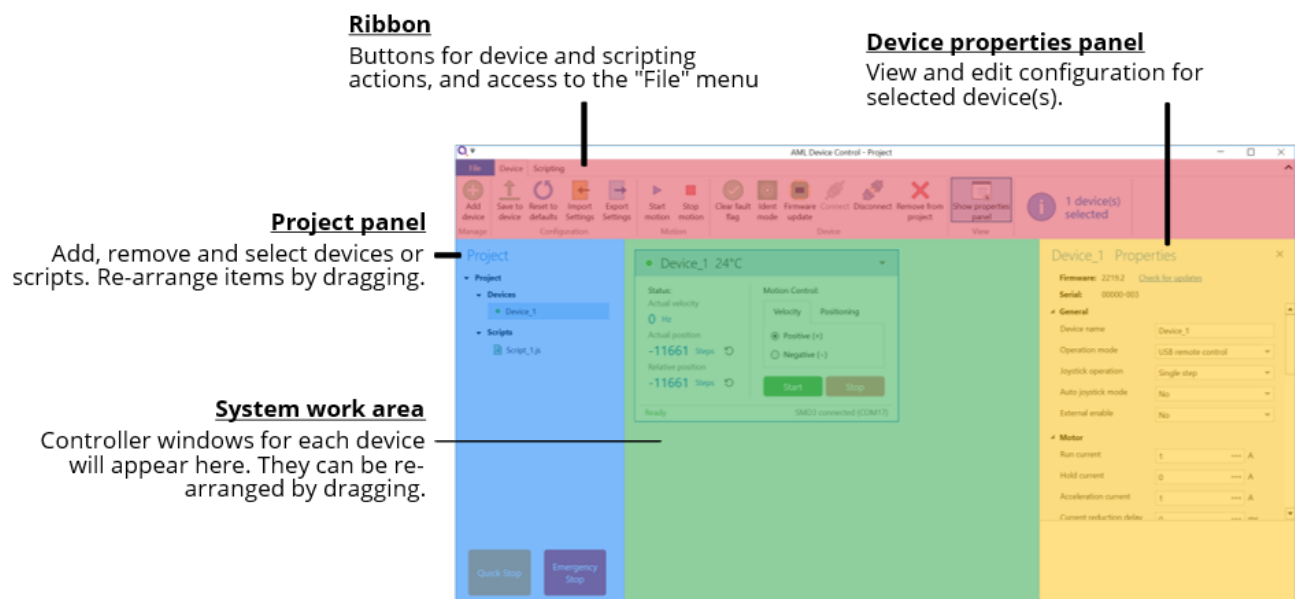 Ribbon
Buttons for device and scripting
actions, and access to the "File" menu
Device properties panel
View and edit configuration for
selected device(s).
Project panel
Add, remove and select devices or
scripts. Re-arrange items by dragging.
System work area
Controller windows for each device
will appear here. They can be re-
arranged by dragging.
AML Device Control - Project
File Device Scripting
Add device
Save to device
Reset to defaults
Import Settings
Export Settings
Start motion
Stop motion
Clear fault flag
Ident mode
Firmware update
Connect
Disconnect
Remove from project
Show properties panel
1 device(s)
selected
Manage Configuration Motion Device View
Project
Project
Devices
Device_1
Scripts
Script_1.js
Quick Stop
Emergency
Stop
Device_1 24°C
Status:
Actual velocity
0 Hz
Actual position
-11661 Steps
Relative position
-11661 Steps
Motion Control:
Velocity Positioning
Positive (+)
Negative (-)
Start Stop
Ready SMD3 connected (COM17)
Device_1 Properties
Firmware: 2219.2 Check for updates
Serial: 00000-003
General
Device name Device_1
Operation mode USB remote control
Joystick operation Single step
Auto joystick mode No
External enable No
Motor
Run current 1 A
Hold current 0 A
Acceleration current 1 A
Current reduction delay